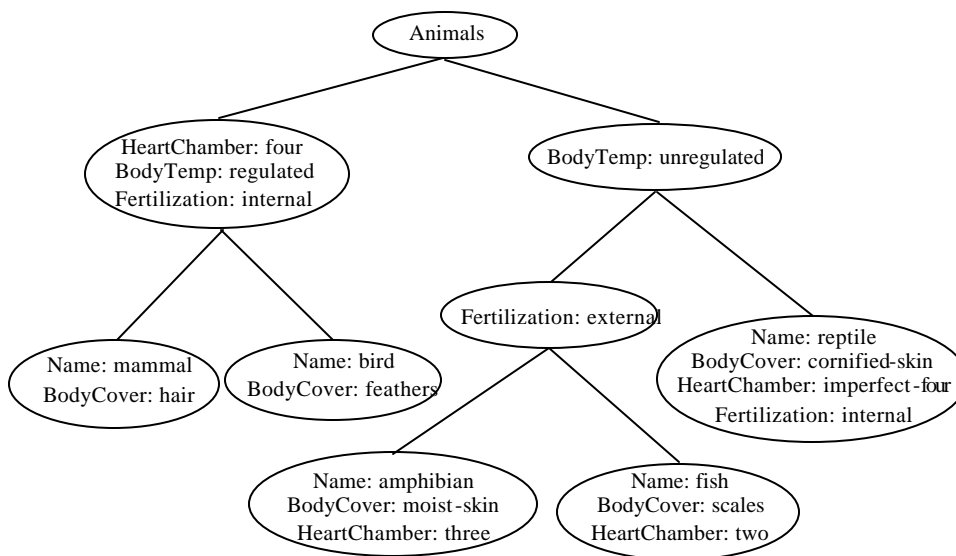 Animals
HeartChamber: four
BodyTemp: regulated
Fertilization: internal
BodyTemp: unregulated
Name: mammal
BodyCover: hair
Name: bird
BodyCover: feathers
Fertilization: external
Name: reptile
BodyCover: cornified-skin
HeartChamber: imperfect-four
Fertilization: internal
Name: amphibian
BodyCover: moist-skin
HeartChamber: three
Name: fish
BodyCover: scales
HeartChamber: two